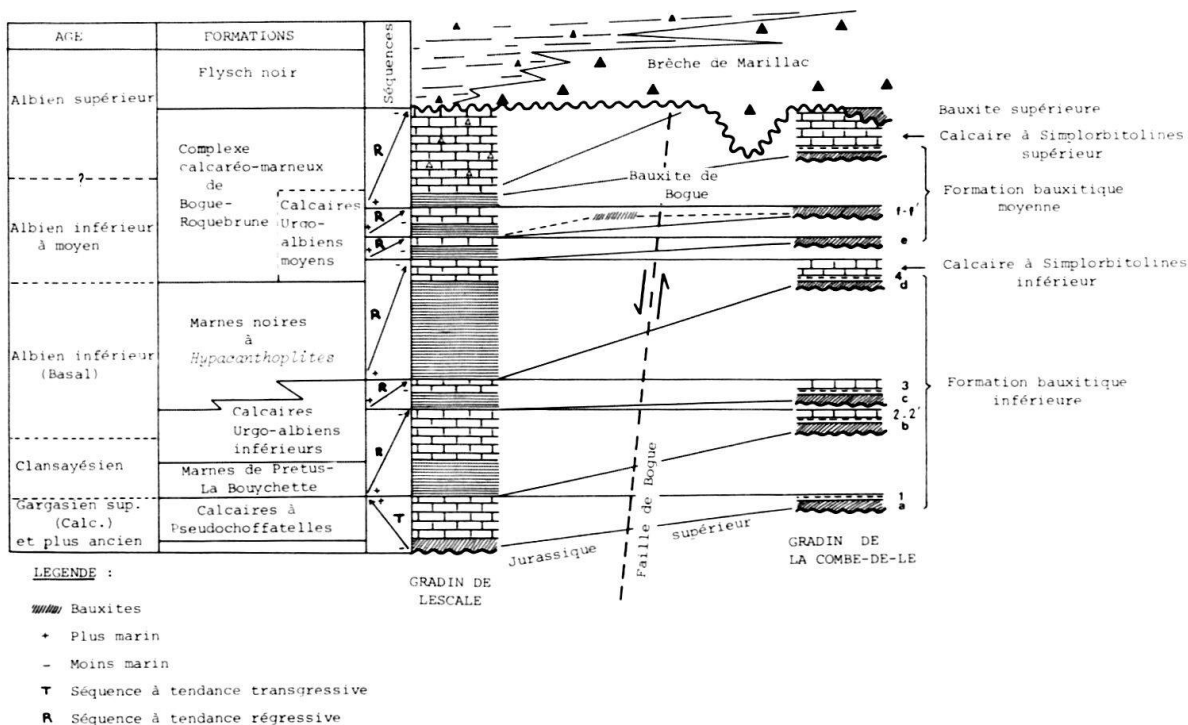 AGE
FORMATIONS
Séquences
Flysch noir
Albien supérieur
Complexe
calcaréo-marneux
de
Bogue-
Roquebrune
?
Calcaires
Urgo-
albiens
moyens
Albien inférieur
à moyen
Marnes noires
à
Hypacanthoplites
Albien inférieur
(Basal)
Calcaires
Urgo-albiens
inférieurs
Clansayésien
Marnes de Pretus-
La Bouychette
Gargasien sup.
(Calc.)
et plus ancien
Calcaires à
Pseudochoffatelles
-
R
+
-
R
+
-
R
+
-
R
+
-
R
+
-
R
+
+
T
-
Brèche de Marillac
Bauxite de
Bogue
Faille de Bogue
Jurassique supérieur
GRADIN DE
LESCALE
f-f'
e
4
d
3
c
2-2'
b
1
a
GRADIN DE
LA COMBE-DE-LE
Bauxite supérieure
Calcaire à Simplorbitolines
supérieur
Formation bauxitique
moyenne
Calcaire à Simplorbitolines
inférieur
Formation bauxitique
inférieure
LEGENDE :
Bauxites
+ Plus marin
- Moins marin
T Séquence à tendance transgressive
R Séquence à tendance régressive